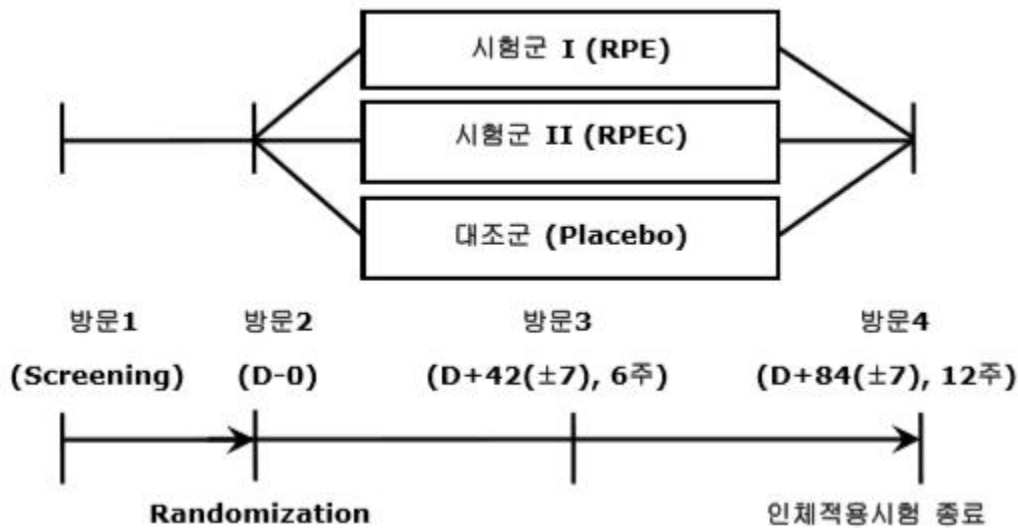 시험군 I (RPE)
시험군 II (RPEC)
대조군 (Placebo)
방문1 방문2 방문3 방문4
(Screening) (D-0) (D+42(±7), 6주) (D+84(±7), 12주)
Randomization 인체적용시험 종료